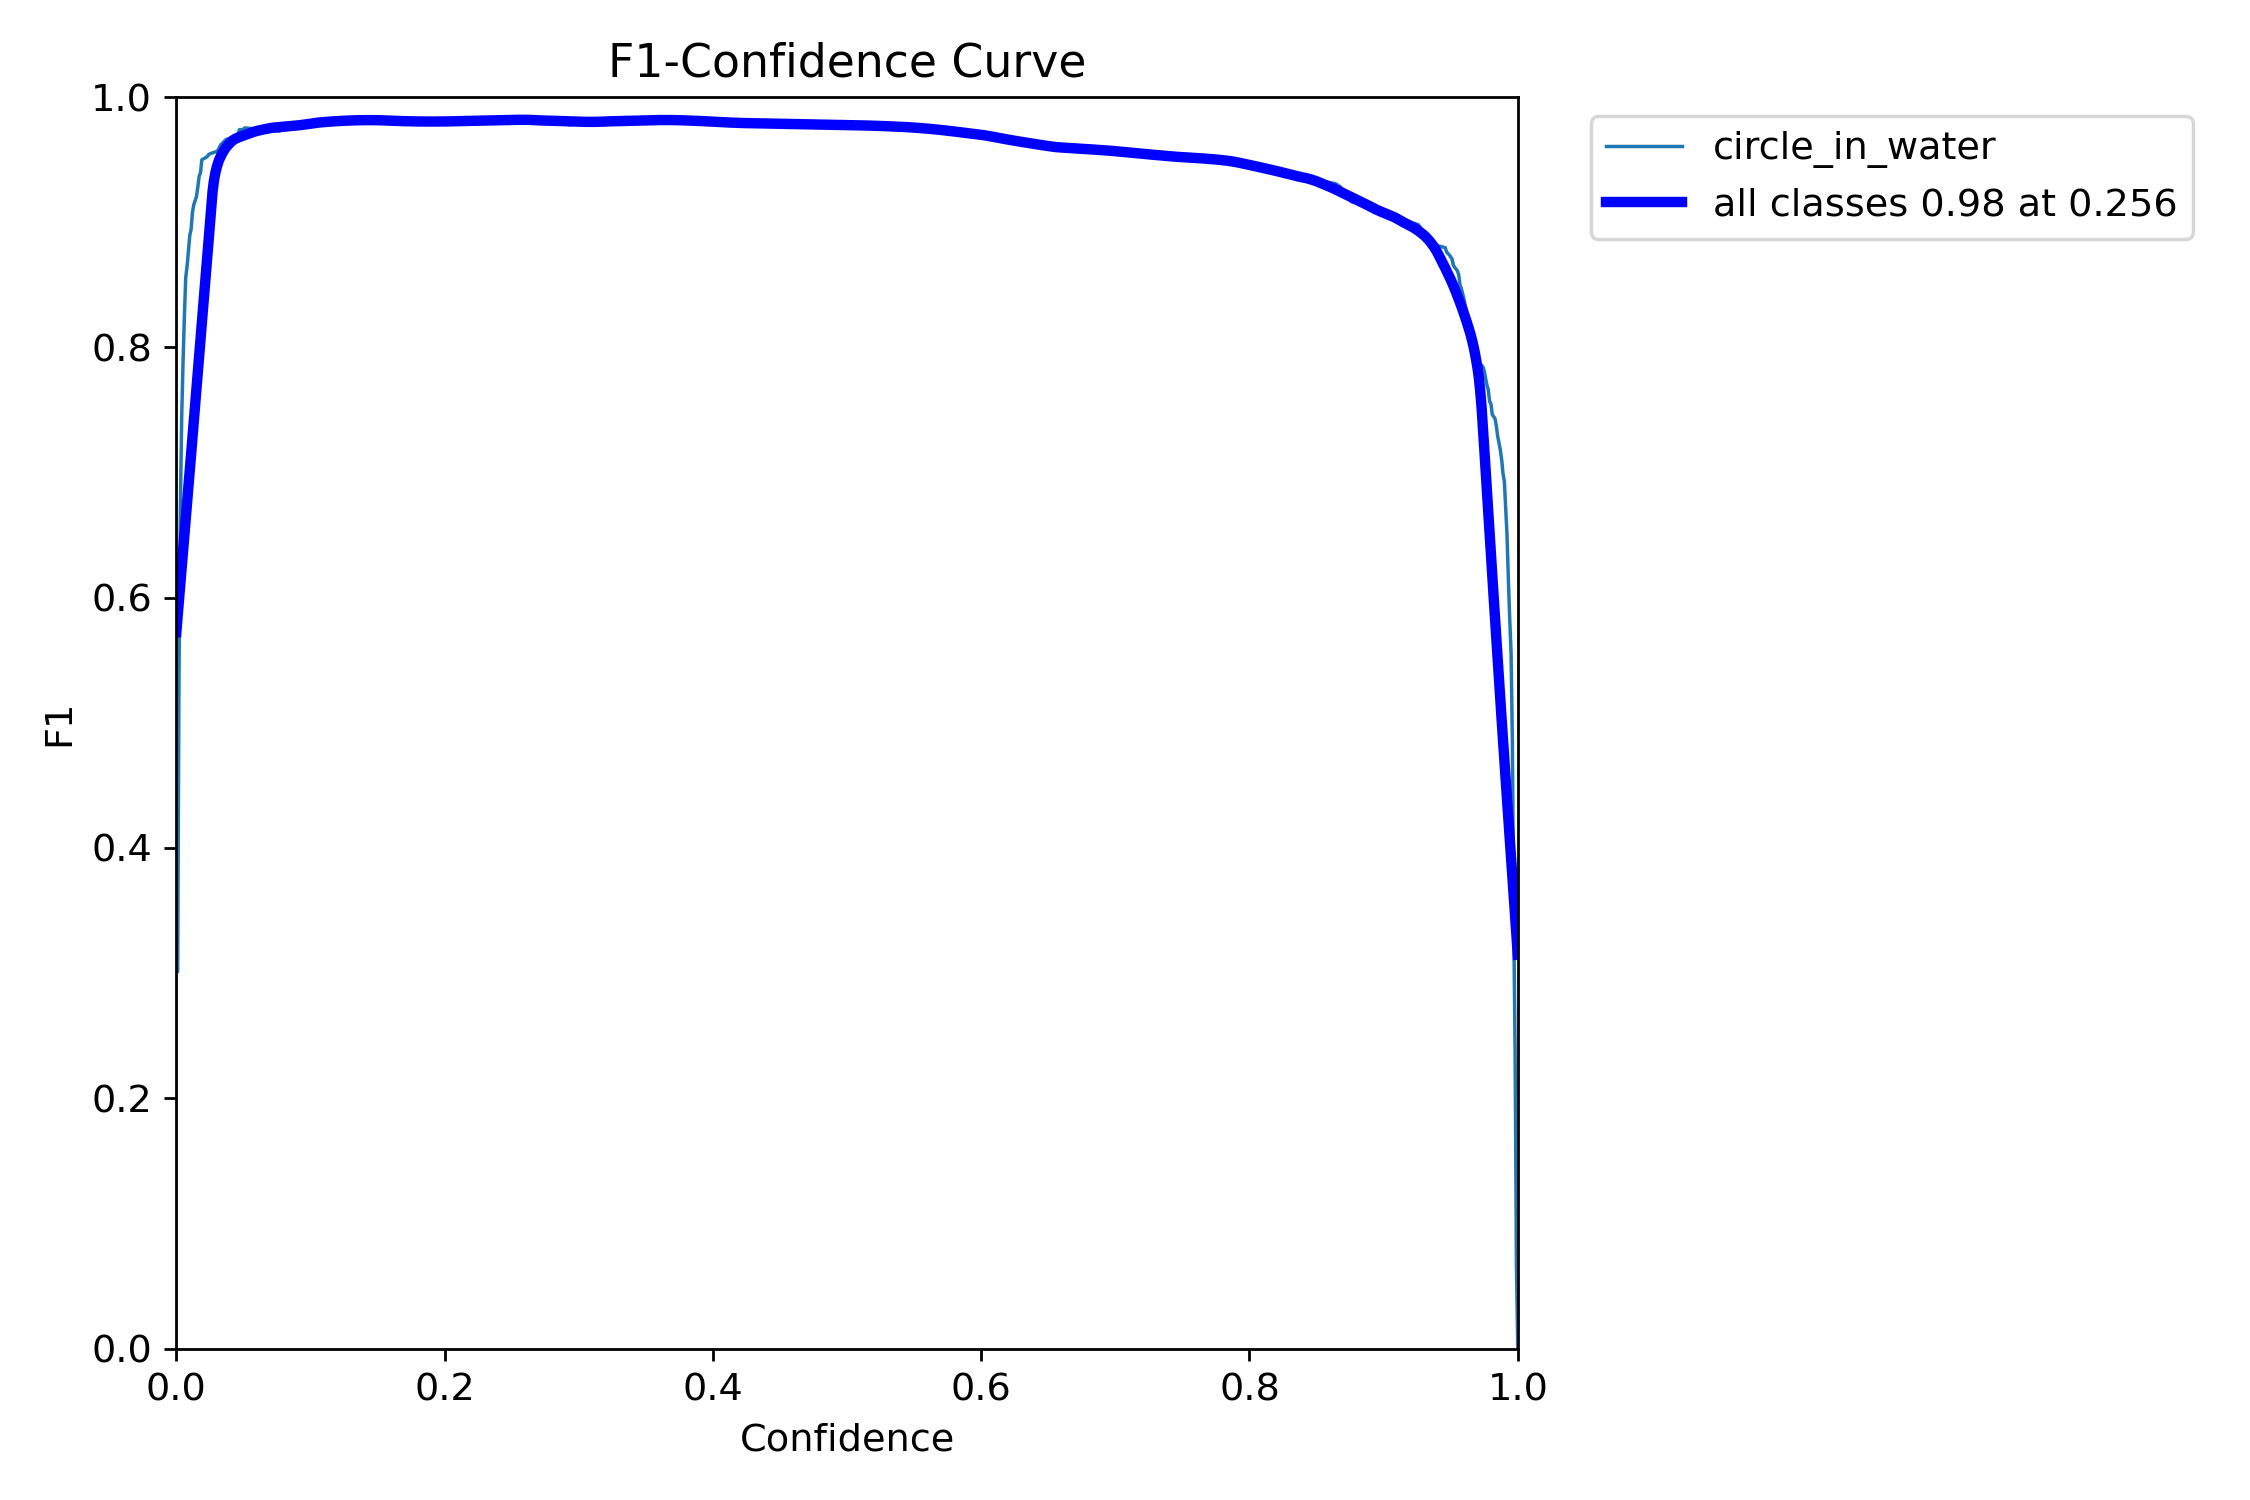 F1-Confidence Curve
1.0
0.8
0.6
0.4
0.2
0.0
F1
0.0 0.2 0.4 0.6 0.8 1.0
Confidence
circle_in_water
all classes 0.98 at 0.256